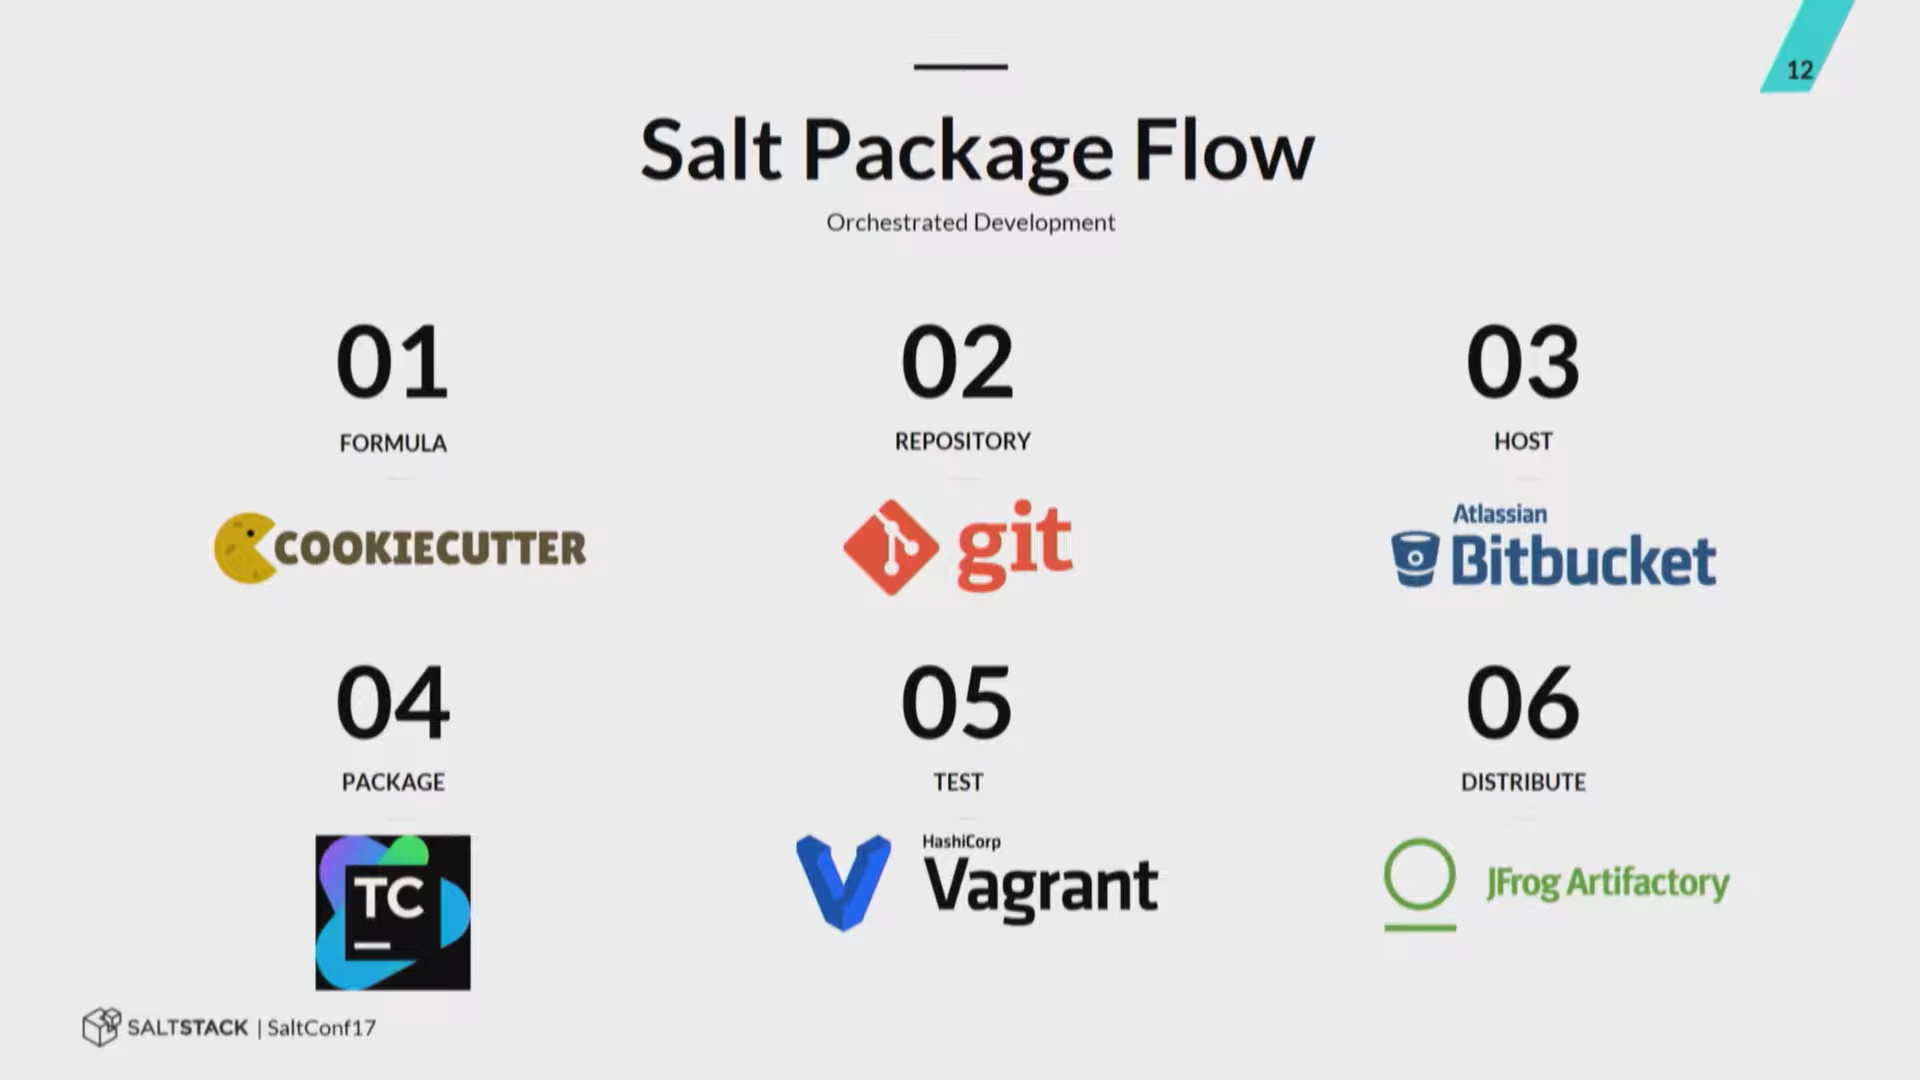 12
Salt Package Flow
Orchestrated Development
01
02
03
FORMULA
REPOSITORY
HOST
COOKIECUTTER
git
Atlassian
Bitbucket
04
05
06
PACKAGE
TEST
DISTRIBUTE
TC
HashiCorp
Vagrant
JFrog Artifactory
SALTSTACK | SaltConf17